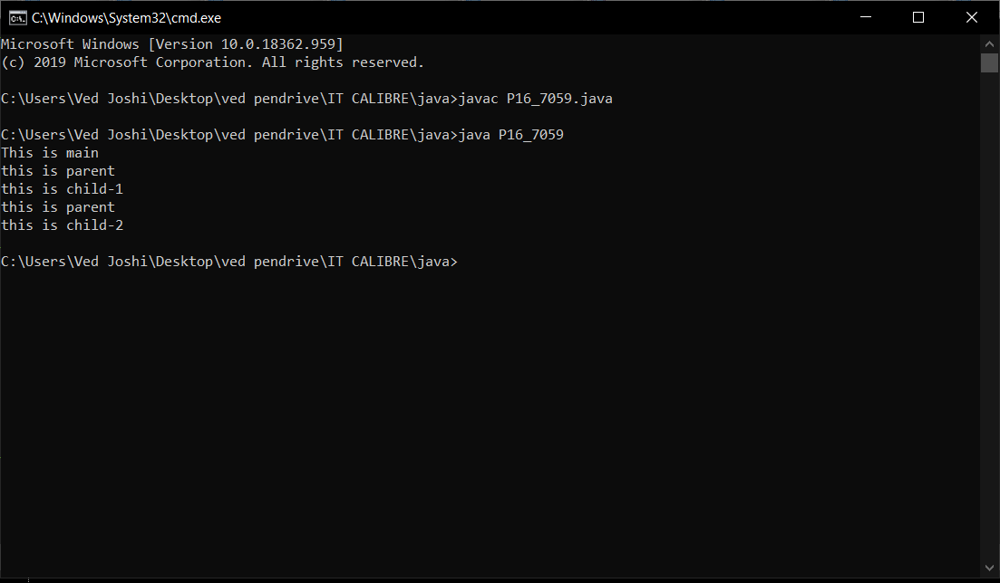 C:\Windows\System32\cmd.exe
Microsoft Windows [Version 10.0.18362.959]
(c) 2019 Microsoft Corporation. All rights reserved.
C:\Users\Ved Joshi\Desktop\ved pendrive\IT CALIBRE\java>javac P16_7059.java
C:\Users\Ved Joshi\Desktop\ved pendrive\IT CALIBRE\java>java P16_7059
This is main
this is parent
this is child-1
this is parent
this is child-2
C:\Users\Ved Joshi\Desktop\ved pendrive\IT CALIBRE\java>